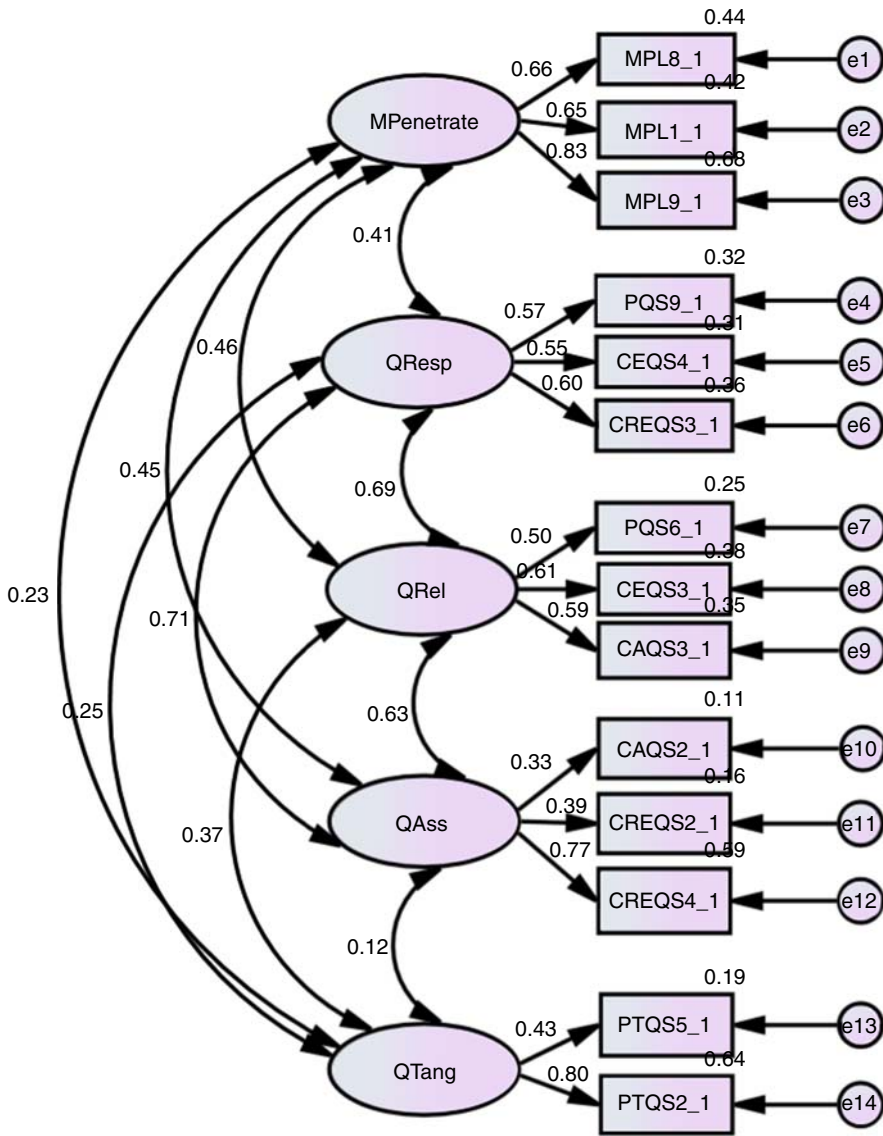 0.44
0.66
MPL8_1
e1
0.42
MPenetrate
0.65
MPL1_1
e2
0.83
0.68
MPL9_1
e3
0.41
0.32
0.57
PQS9_1
e4
0.31
0.46
QResp
0.55
CEQS4_1
e5
0.60
0.36
CREQS3_1
e6
0.45
0.69
0.25
0.50
PQS6_1
e7
0.38
0.23
QRel
0.61
CEQS3_1
e8
0.59
0.35
0.71
CAQS3_1
e9
0.25
0.63
0.11
0.33
CAQS2_1
e10
0.16
0.37
QAss
0.39
CREQS2_1
e11
0.77
0.59
CREQS4_1
e12
0.12
0.19
0.43
PTQS5_1
e13
0.64
QTang
0.80
PTQS2_1
e14